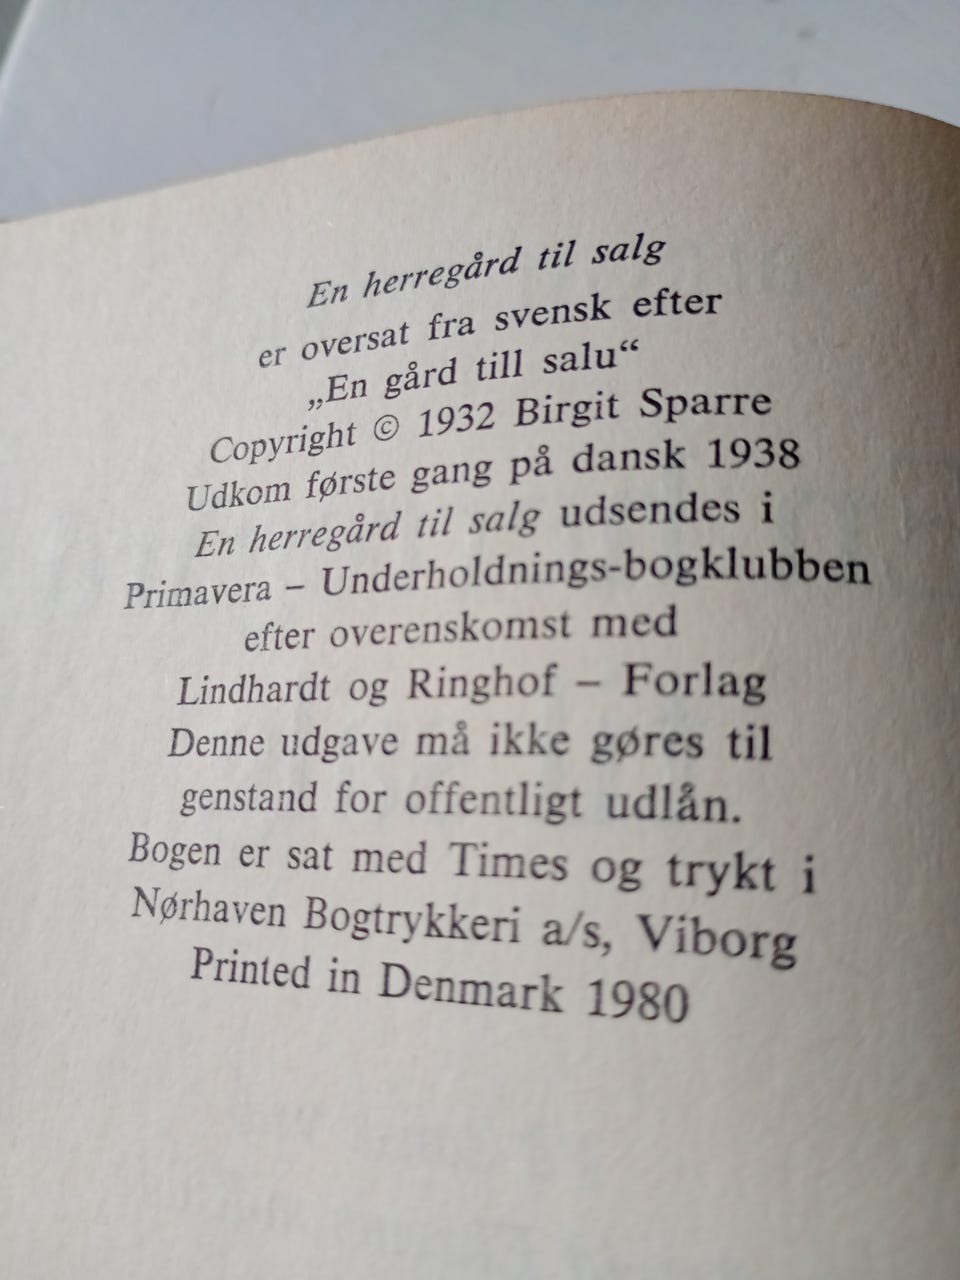 En herregård til salg
er oversat fra svensk efter
„En gård till salu“
Copyright © 1932 Birgit Sparre
Udkom første gang på dansk 1938
En herregård til salg udsendes i
Primavera – Underholdnings-bogklubben
efter overenskomst med
Lindhardt og Ringhof – Forlag
Denne udgave må ikke gøres til
genstand for offentligt udlån.
Bogen er sat med Times og trykt i
Nørhaven Bogtrykkeri a/s, Viborg
Printed in Denmark 1980